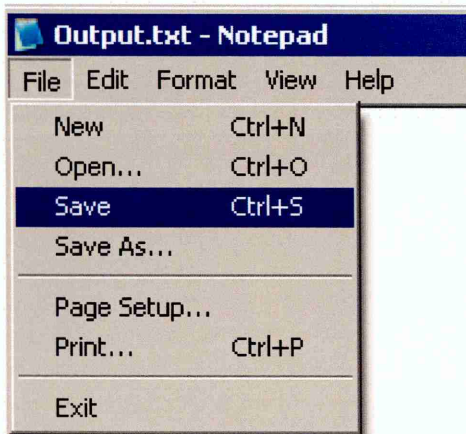 Output.txt - Notepad
File Edit Format View Help
New Ctrl+N
Open... Ctrl+O
Save Ctrl+S
Save As...
Page Setup...
Print... Ctrl+P
Exit